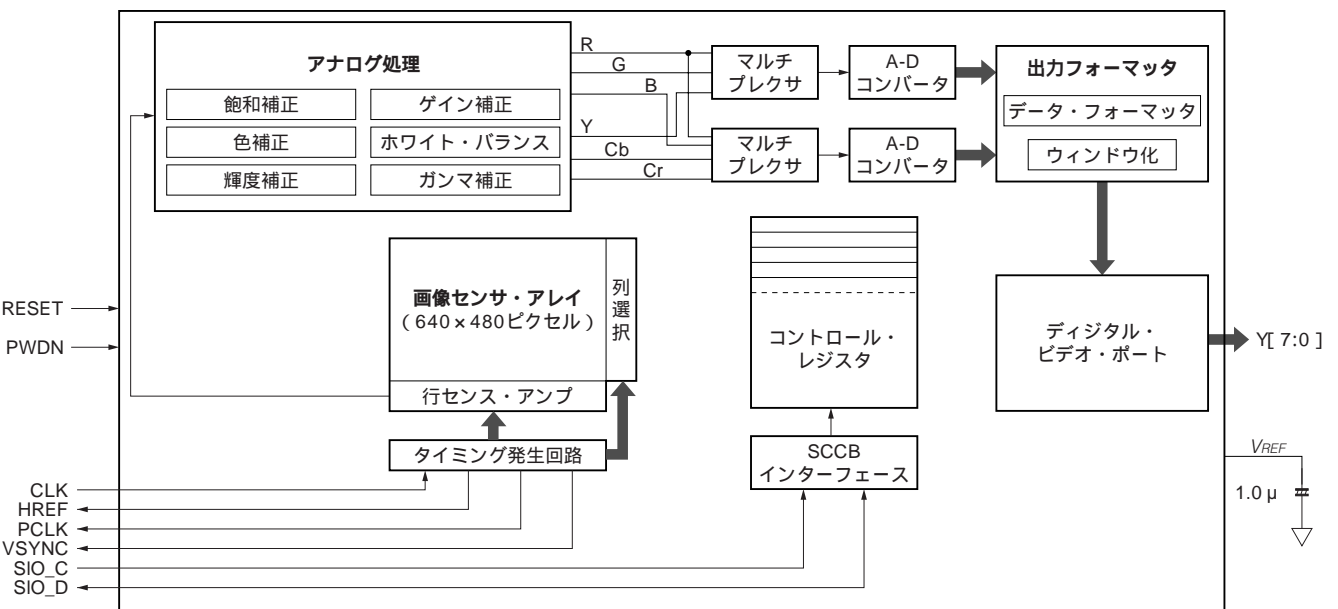 アナログ処理
飽和補正
ゲイン補正
色補正
ホワイト・バランス
輝度補正
ガンマ補正
R
G
B
Y
Cb
Cr
マルチ
プレクサ
A-D
コンバータ
マルチ
プレクサ
A-D
コンバータ
出力フォーマッタ
データ・フォーマッタ
ウィンドウ化
画像センサ・アレイ
(640×480ピクセル)
列選択
行センス・アンプ
タイミング発生回路
コントロール・
レジスタ
SCCB
インターフェース
ディジタル・
ビデオ・ポート
Y[7:0]
RESET
PWDN
CLK
HREF
PCLK
VSYNC
SIO_C
SIO_D
VREF
1.0μ